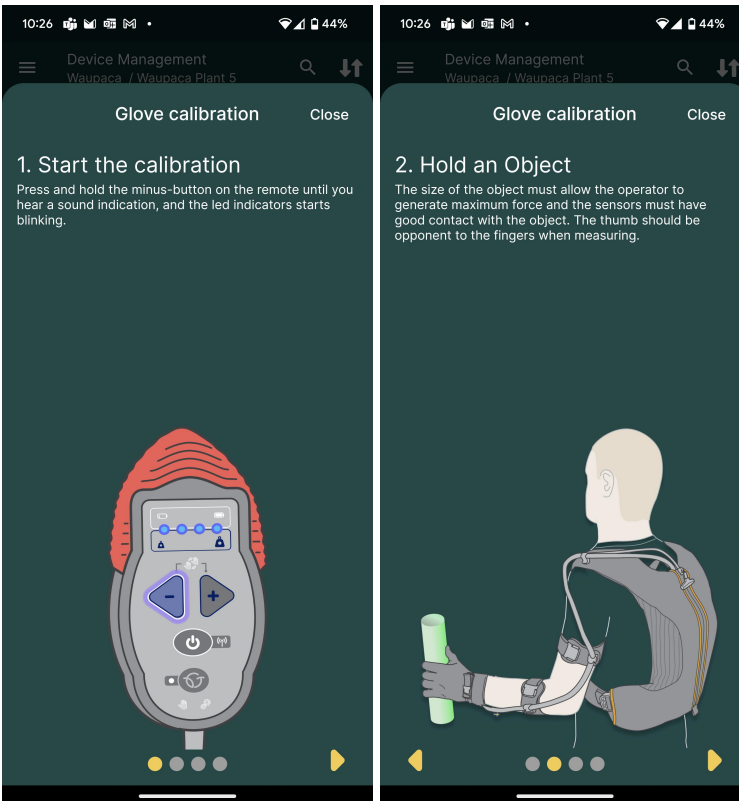 10:26
44%
Device Management
Waupaca / Waupaca Plant 5
Glove calibration
Close
1. Start the calibration
Press and hold the minus-button on the remote until you
hear a sound indication, and the led indicators starts
blinking.
10:26
44%
Device Management
Waupaca / Waupaca Plant 5
Glove calibration
Close
2. Hold an Object
The size of the object must allow the operator to
generate maximum force and the sensors must have
good contact with the object. The thumb should be
opponent to the fingers when measuring.